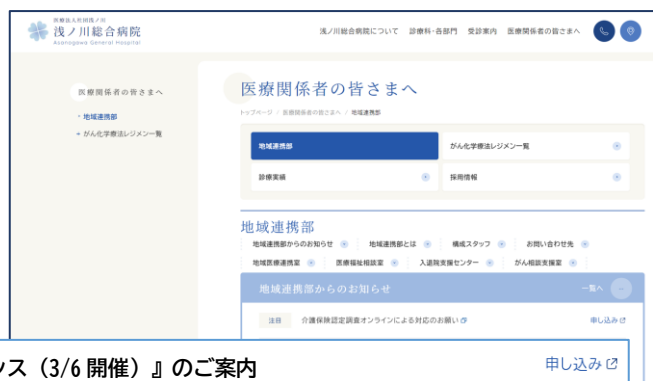 医療法人社団浅ノ川
浅ノ川総合病院
Asanogawa General Hospital
浅ノ川総合病院について 診療科・各部門 受診案内 医療関係者の皆さまへ
医療関係者の皆さまへ
地域連携部
がん化学療法レジメン一覧
医療関係者の皆さまへ
トップページ / 医療関係者の皆さまへ / 地域連携部
地域連携部 がん化学療法レジメン一覧
診療実績 採用情報
地域連携部
地域連携部からのお知らせ 地域連携部とは 構成スタッフ お問い合わせ先
地域医療連携室 医療福祉相談室 入退院支援センター がん相談支援室
地域連携部からのお知らせ 一覧へ
注目 介護保険認定調査オンラインによる対応のお願い 申し込み
ンス（3/6 開催）』のご案内 申し込み